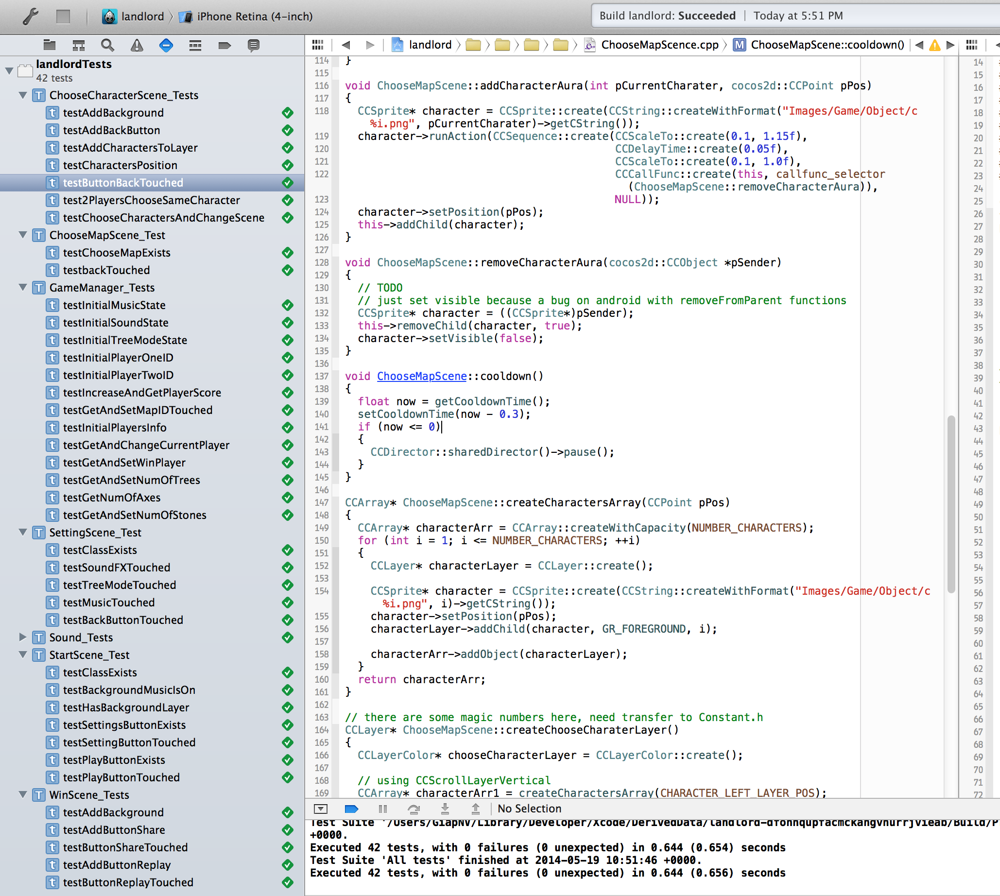 landlord
iPhone Retina (4-inch)
Build landlord: Succeeded | Today at 5:51 PM
landlord
ChooseMapScence.cpp
M
ChooseMapScene::cooldown()
landlordTests
42 tests
T ChooseCharacterScene_Tests
t testAddBackground
t testAddBackButton
t testAddCharactersToLayer
t testCharactersPosition
t testButtonBackTouched
t test2PlayersChooseSameCharacter
t testChooseCharactersAndChangeScene
T ChooseMapScene_Test
t testChooseMapExists
t testbackTouched
T GameManager_Tests
t testInitialMusicState
t testInitialSoundState
t testInitialTreeModeState
t testInitialPlayerOneID
t testInitialPlayerTwoID
t testIncreaseAndGetPlayerScore
t testGetAndSetMapIDTouched
t testInitialPlayersInfo
t testGetAndChangeCurrentPlayer
t testGetAndSetWinPlayer
t testGetAndSetNumOfTrees
t testGetNumOfAxes
t testGetAndSetNumOfStones
T SettingScene_Test
t testClassExists
t testSoundFXTouched
t testTreeModeTouched
t testMusicTouched
t testBackButtonTouched
T Sound_Tests
T StartScene_Test
t testClassExists
t testBackgroundMusicIsOn
t testHasBackgroundLayer
t testSettingsButtonExists
t testSettingButtonTouched
t testPlayButtonExists
t testPlayButtonTouched
T WinScene_Tests
t testAddBackground
t testAddButtonShare
t testButtonShareTouched
t testAddButtonReplay
t testButtonReplayTouched
114 }
115
116 void ChooseMapScene::addCharacterAura(int pCurrentCharater, cocos2d::CCPoint pPos)
117 {
118 CCSprite* character = CCSprite::create(CCString::createWithFormat("Images/Game/Object/c
%i.png", pCurrentCharater)->getCString());
119 character->runAction(CCSequence::create(CCScaleTo::create(0.1, 1.15f),
120 CCDelayTime::create(0.05f),
121 CCScaleTo::create(0.1, 1.0f),
122 CCCallFunc::create(this, callfunc_selector
(ChooseMapScene::removeCharacterAura)),
123 NULL));
124 character->setPosition(pPos);
125 this->addChild(character);
126 }
127
128 void ChooseMapScene::removeCharacterAura(cocos2d::CCObject *pSender)
129 {
130 // TODO
131 // just set visible because a bug on android with removeFromParent functions
132 CCSprite* character = ((CCSprite*)pSender);
133 this->removeChild(character, true);
134 character->setVisible(false);
135 }
136
137 void ChooseMapScene::cooldown()
138 {
139 float now = getCooldownTime();
140 setCooldownTime(now - 0.3);
141 if (now <= 0)
142 {
143 CCDirector::sharedDirector()->pause();
144 }
145 }
146
147 CCArray* ChooseMapScene::createCharactersArray(CCPoint pPos)
148 {
149 CCArray* characterArr = CCArray::createWithCapacity(NUMBER_CHARACTERS);
150 for (int i = 1; i <= NUMBER_CHARACTERS; ++i)
151 {
152 CCLayer* characterLayer = CCLayer::create();
153
154 CCSprite* character = CCSprite::create(CCString::createWithFormat("Images/Game/Object/c
%i.png", i)->getCString());
155 character->setPosition(pPos);
156 characterLayer->addChild(character, GR_FOREGROUND, i);
157
158 characterArr->addObject(characterLayer);
159 }
160 return characterArr;
161 }
162
163 // there are some magic numbers here, need transfer to Constant.h
164 CCLayer* ChooseMapScene::createChooseCharaterLayer()
165 {
166 CCLayerColor* chooseCharacterLayer = CCLayerColor::create();
167
168 // using CCScrollLayerVertical
169 CCArray* characterArr1 = createCharactersArray(CHARACTER_LEFT_LAYER_POS);
14
15
16
17
18
19
20
21
22
23
24
25
26
27
28
29
30
31
32
33
34
35
36
37
38
39
40
41
42
43
44
45
46
47
48
49
50
51
52
53
54
55
56
57
58
59
60
61
62
63
64
65
66
67
68
69
70
71
72
No Selection
Test Suite '/Users/GiapNV/Library/Developer/Xcode/DerivedData/
+0000.
Executed 42 tests, with 0 failures (0 unexpected) in 0.644 (0.654) seconds
Test Suite 'All tests' finished at 2014-05-19 10:51:46 +0000.
Executed 42 tests, with 0 failures (0 unexpected) in 0.644 (0.656) seconds